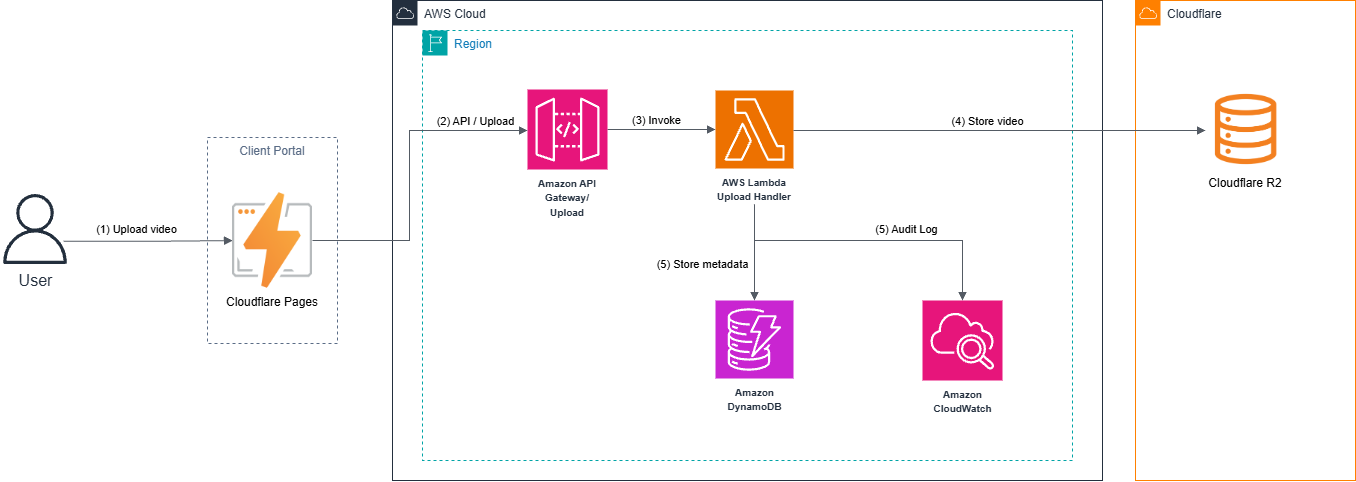 AWS Cloud
Cloudflare
Region
(2) API / Upload
(3) Invoke
(4) Store video
Client Portal
Amazon API
Gateway/
Upload
AWS Lambda
Upload Handler
Cloudflare R2
(1) Upload video
(5) Audit Log
(5) Store metadata
User
Cloudflare Pages
Amazon
DynamoDB
Amazon
CloudWatch